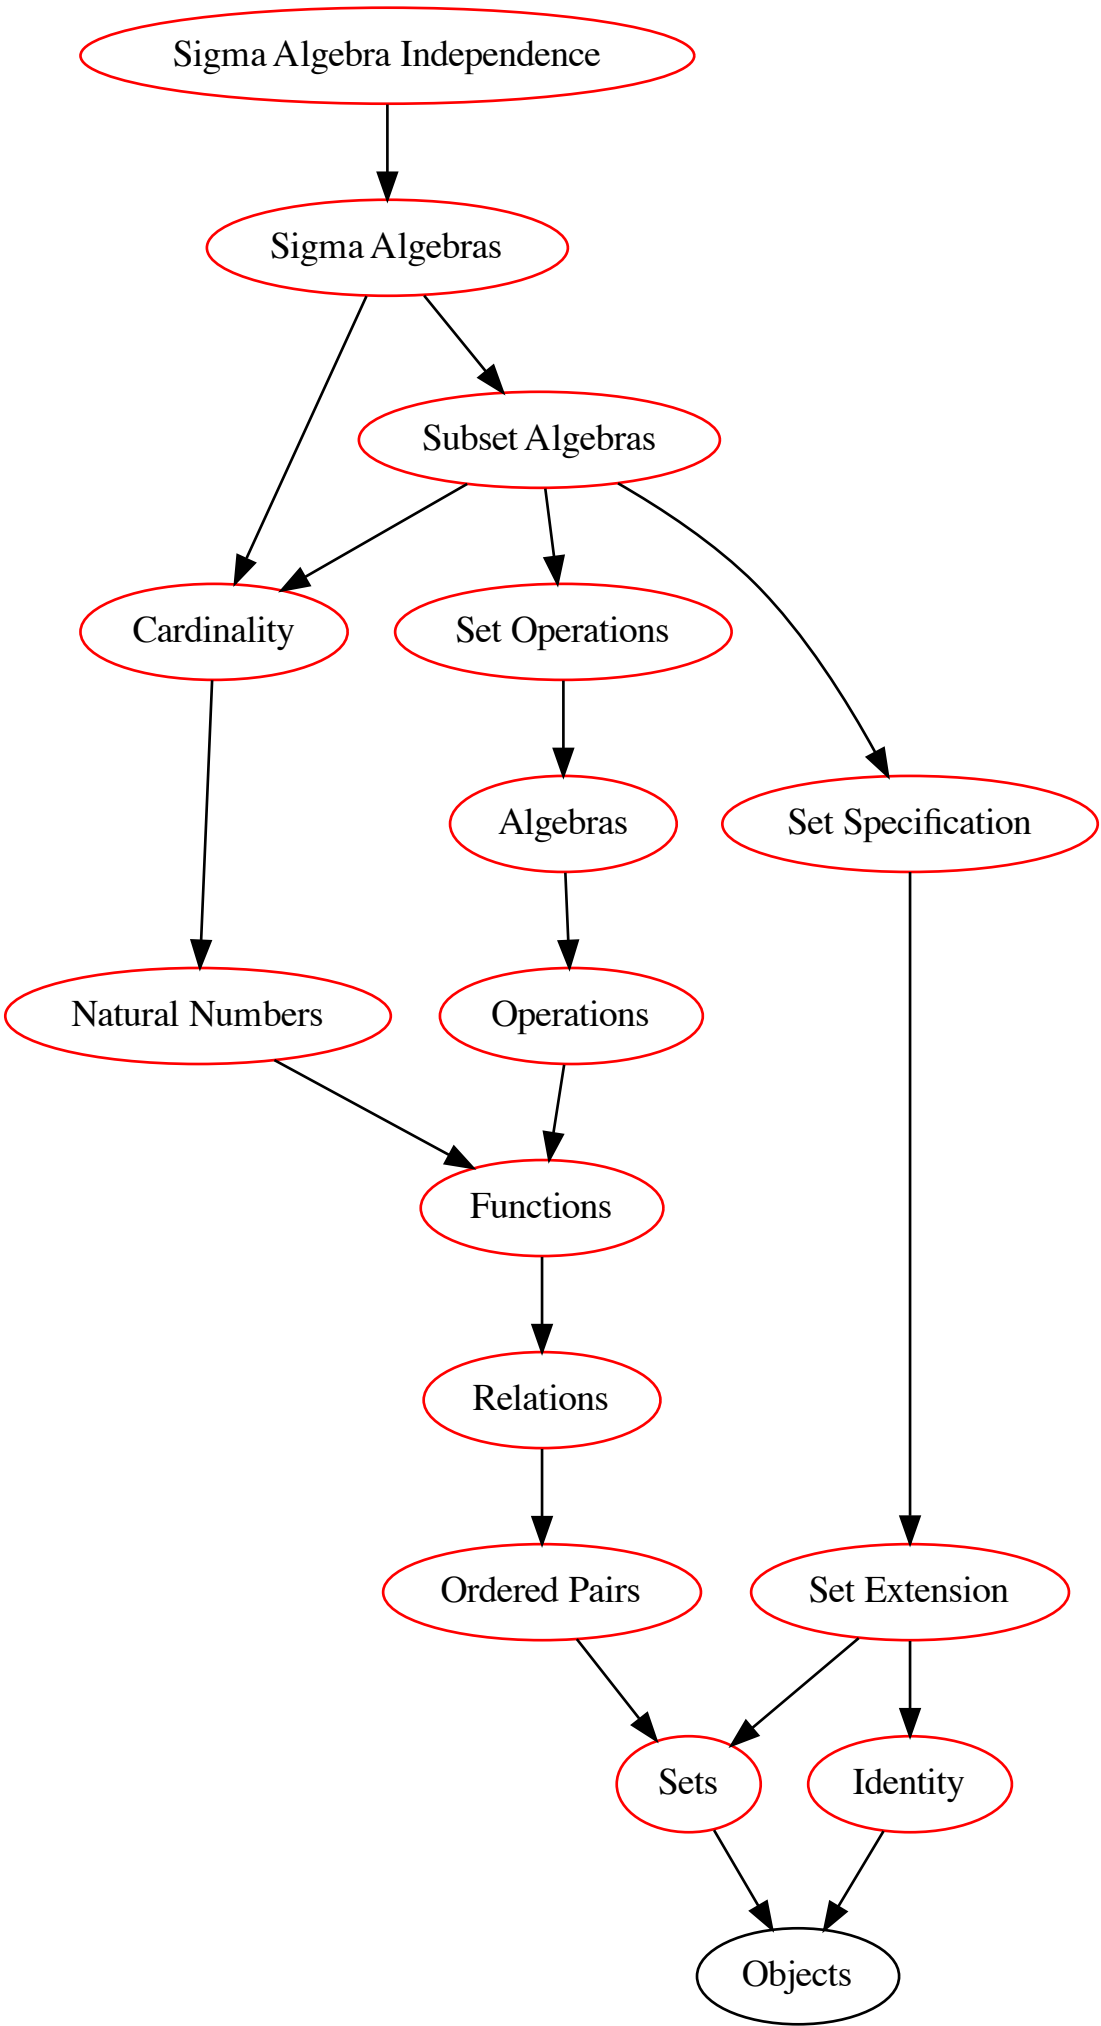 Sigma Algebra Independence
Sigma Algebras
Subset Algebras
Cardinality
Set Operations
Algebras
Set Specification
Natural Numbers
Operations
Functions
Relations
Ordered Pairs
Set Extension
Sets
Identity
Objects